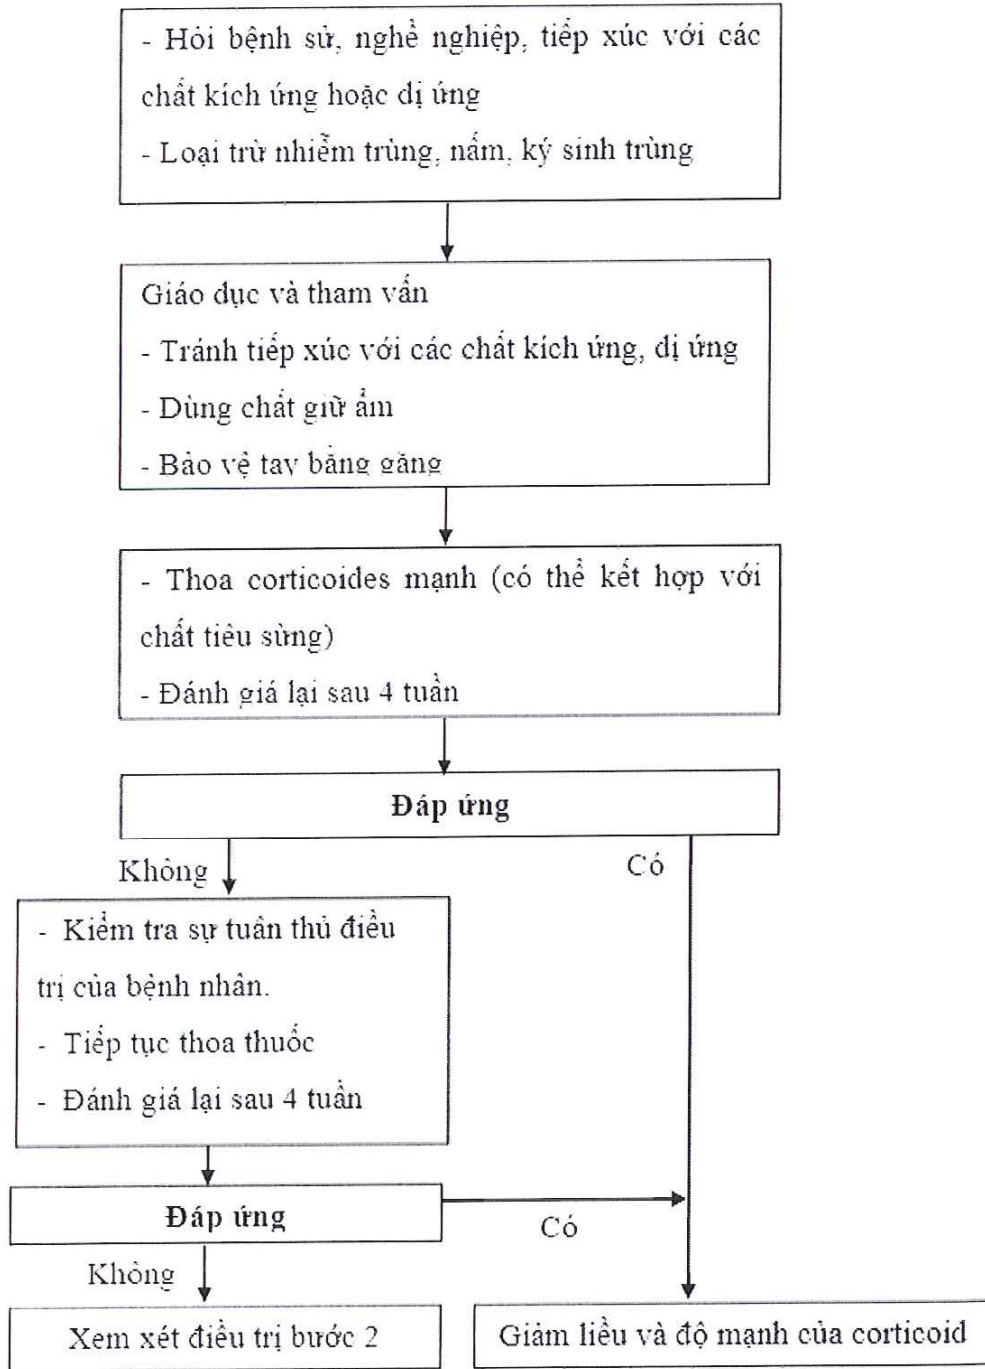 - Hỏi bệnh sử, nghề nghiệp, tiếp xúc với các
chất kích ứng hoặc dị ứng
- Loại trừ nhiễm trùng, nấm, ký sinh trùng
Giáo dục và tham vấn
- Tránh tiếp xúc với các chất kích ứng, dị ứng
- Dùng chất giữ ẩm
- Bảo vệ tay bằng găng
- Thoa corticoides mạnh (có thể kết hợp với
chất tiêu sừng)
- Đánh giá lại sau 4 tuần
Đáp ứng
Không
Có
- Kiểm tra sự tuân thủ điều
trị của bệnh nhân.
- Tiếp tục thoa thuốc
- Đánh giá lại sau 4 tuần
Đáp ứng
Có
Không
Xem xét điều trị bước 2
Giảm liều và độ mạnh của corticoid